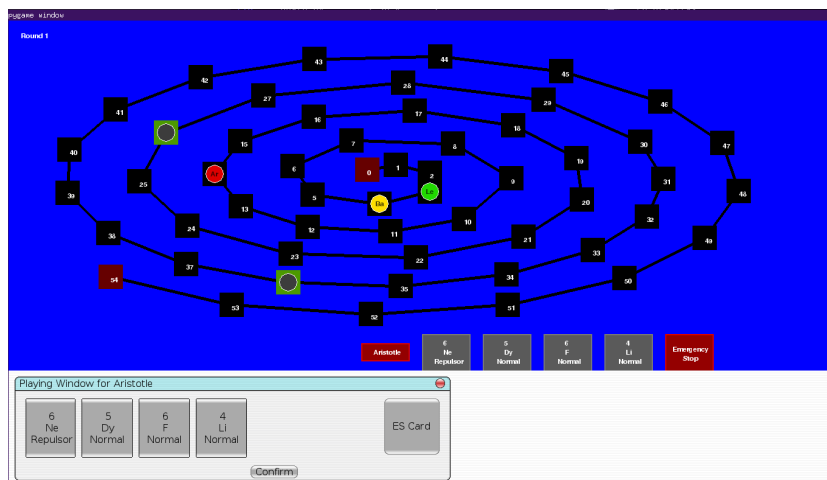 pygame window
Round 1
43
44
42
45
28
27
29
46
41
16
17
18
15
30
47
7
8
40
19
6
0
1
2
Ar
9
31
25
48
39
5
Le
20
13
Ba
10
32
24
12
11
38
21
49
33
23
22
37
34
50
54
35
53
51
52
Aristotle
6
Ne
Repulsor
5
Dy
Normal
6
F
Normal
4
Li
Normal
Emergency
Stop
Playing Window for Aristotle
6
Ne
Repulsor
5
Dy
Normal
6
F
Normal
4
Li
Normal
ES Card
Confirm